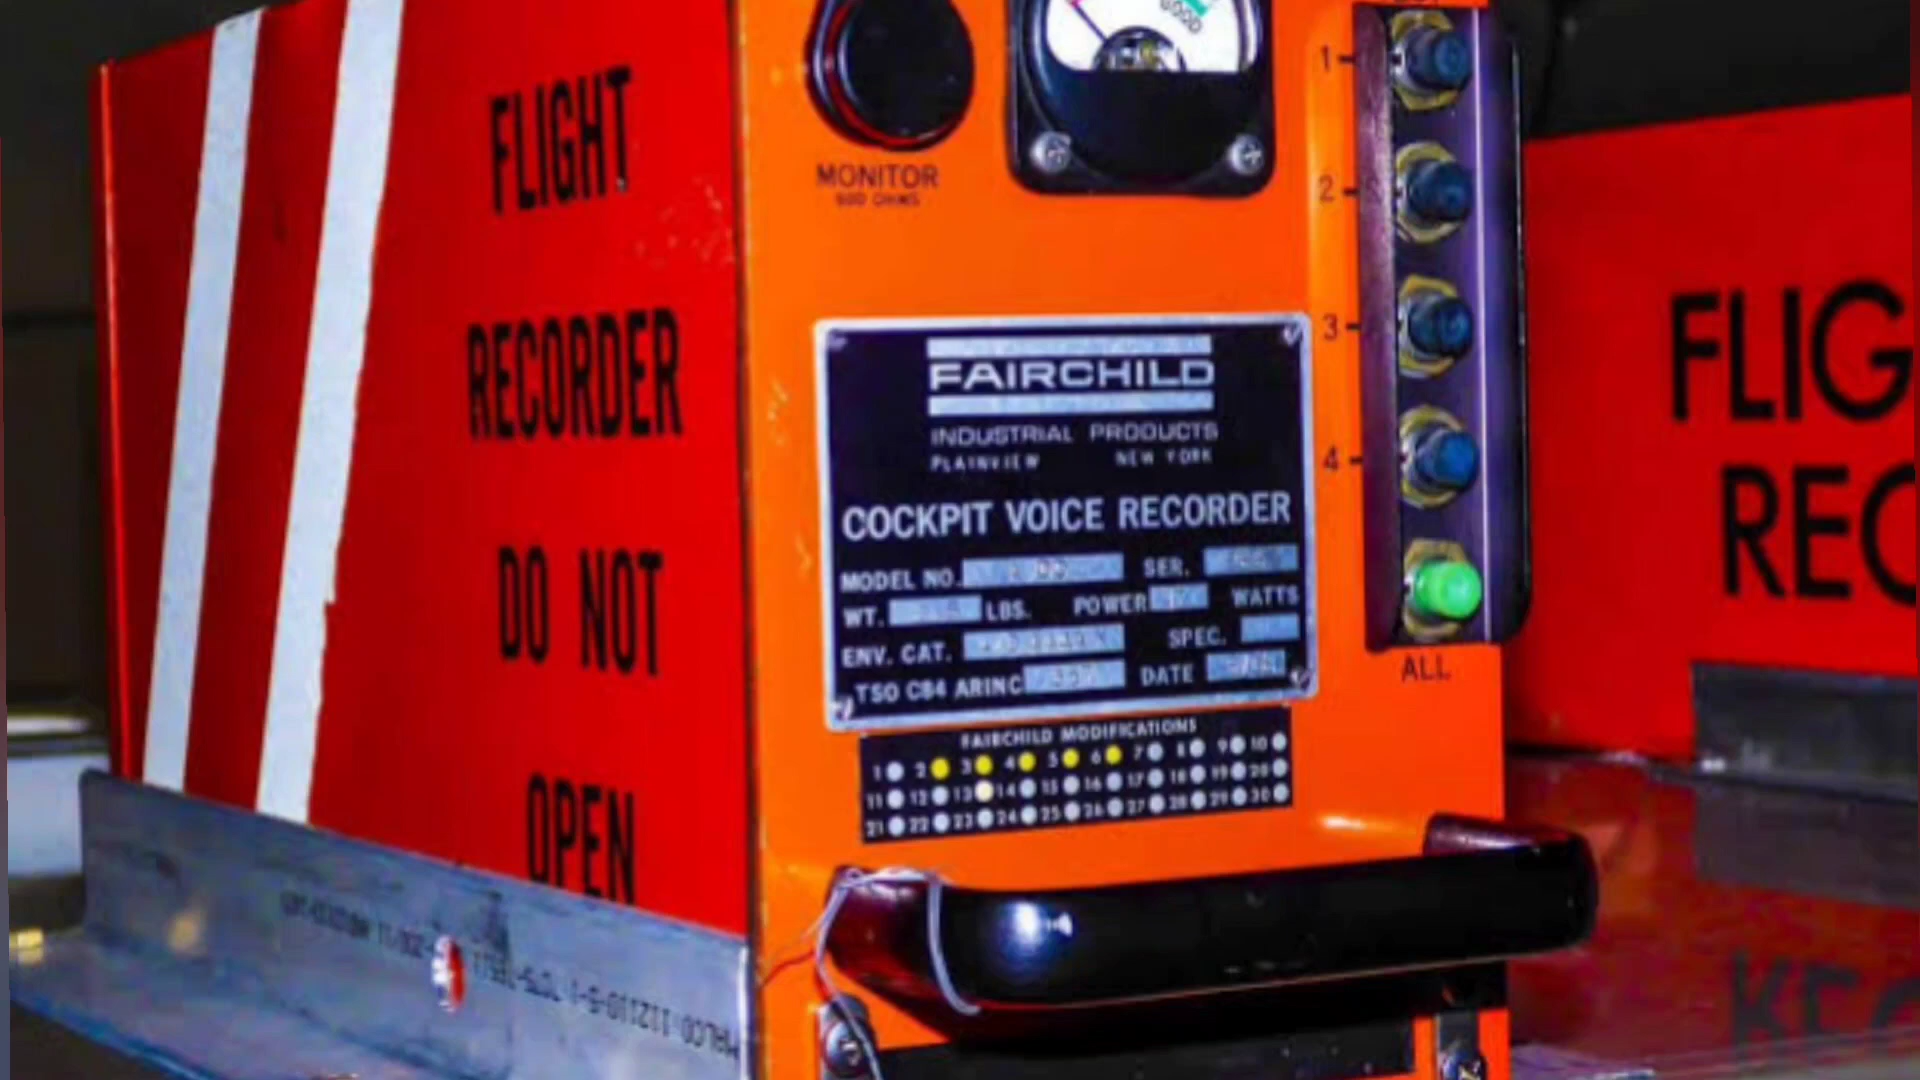 FLIGHT
RECORDER
DO NOT
OPEN
MONITOR
600 OHMS
GOOD
1
2
3
4
ALL
FAIRCHILD
INDUSTRIAL PRODUCTS
PLAINVIEW NEW YORK
COCKPIT VOICE RECORDER
MODEL NO. SER.
WT. LBS. POWER WATTS
ENV. CAT. SPEC.
TSO C84 ARINC DATE
FAIRCHILD MODIFICATIONS
1 2 3 4 5 6 7 8 9 10
11 12 13 14 15 16 17 18 19 20
21 22 23 24 25 26 27 28 29 30
FLIG
REC